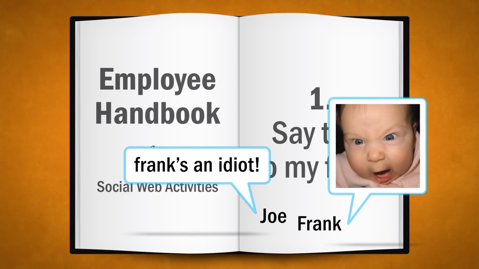 Employee
Handbook
Social Web Activities
1.
Say t
o my f
frank's an idiot!
Joe
Frank